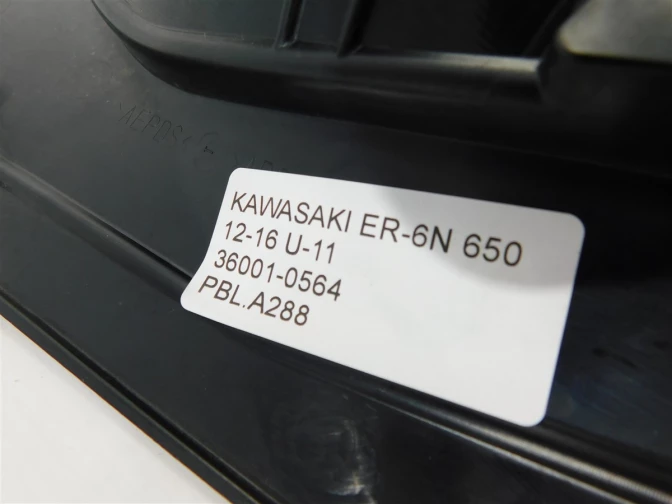 KAWASAKI ER-6N 650
12-16 U-11
36001-0564
PBL.A288